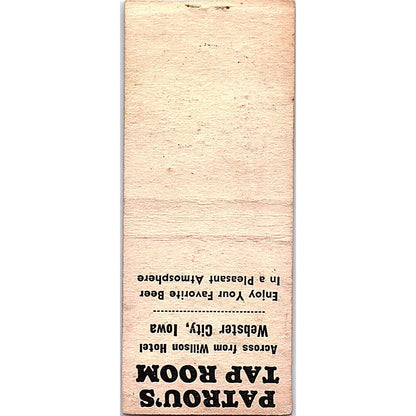 PATROU'S
TAP ROOM
Across from Willson Hotel
Webster City, Iowa
Enjoy Your Favorite Beer
In a Pleasant Atmosphere